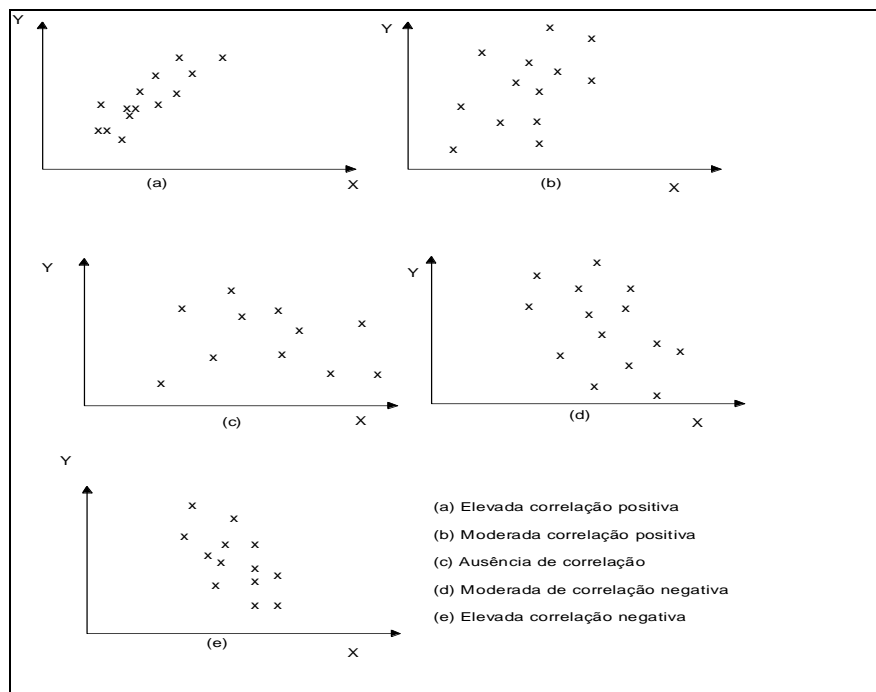 Y
Y
(a)
X
(b)
X
Y
Y
(c)
X
(d)
X
Y
(a) Elevada correlação positiva
(b) Moderada correlação positiva
(c) Ausência de correlação
(d) Moderada de correlação negativa
(e) Elevada correlação negativa
(e)
X